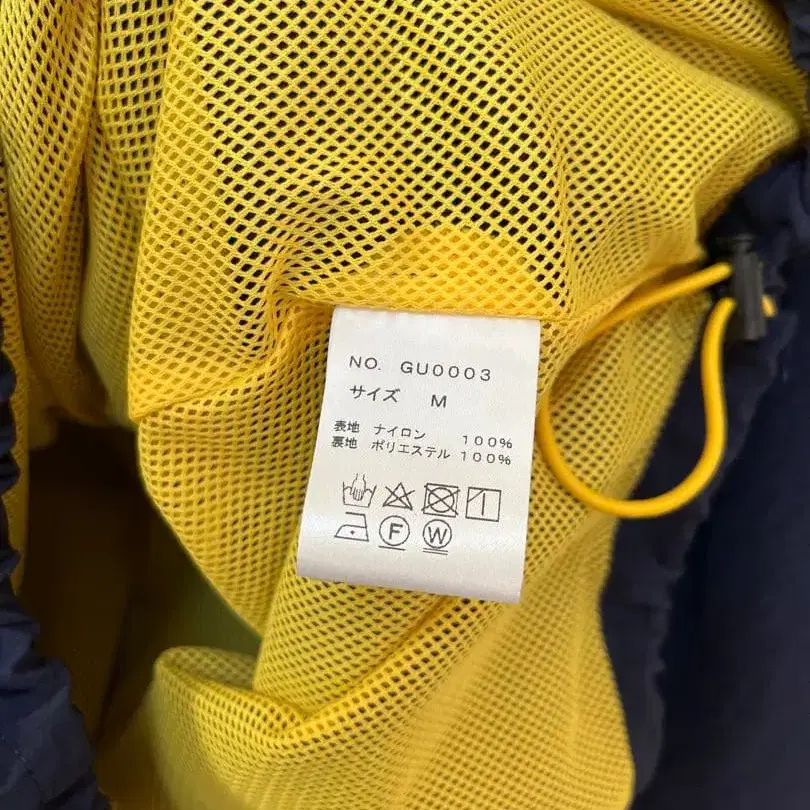 NO. GU0003
サイズ M
表地 ナイロン 100%
裏地 ポリエステル 100%
F W